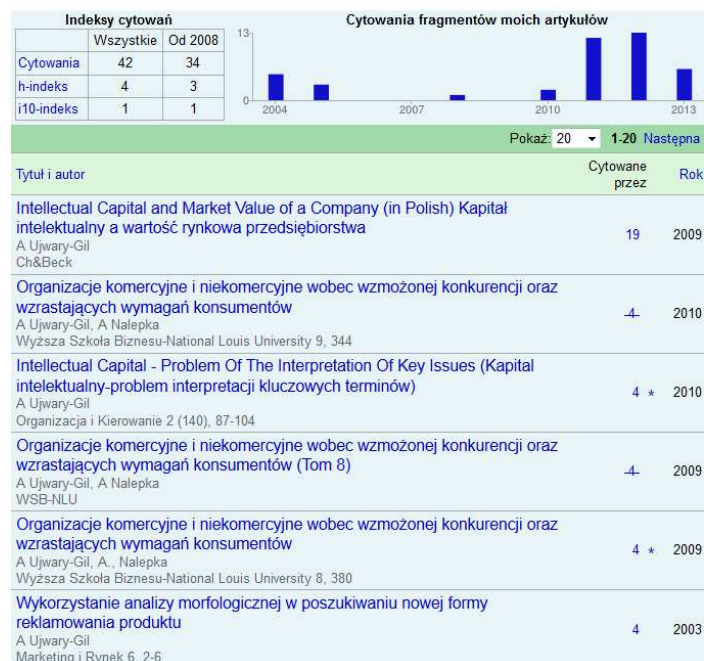 Indeksy cytowań
Wszystkie Od 2008
Cytowania 42 34
h-indeks 4 3
i10-indeks 1 1
Cytowania fragmentów moich artykułów
13
0
2004 2007 2010 2013
Pokaż: 20 1-20 Następna
Tytuł i autor Cytowane przez Rok
Intellectual Capital and Market Value of a Company (in Polish) Kapitał
intelektualny a wartość rynkowa przedsiębiorstwa
A Ujwary-Gil
Ch&Beck
19 2009
Organizacje komercyjne i niekomercyjne wobec wzmożonej konkurencji oraz
wzrastających wymagań konsumentów
A Ujwary-Gil, A Nalepka
Wyższa Szkoła Biznesu-National Louis University 9, 344
4 2010
Intellectual Capital - Problem Of The Interpretation Of Key Issues (Kapital
intelektualny-problem interpretacji kluczowych terminów)
A Ujwary-Gil
Organizacja i Kierowanie 2 (140), 87-104
4 * 2010
Organizacje komercyjne i niekomercyjne wobec wzmożonej konkurencji oraz
wzrastających wymagań konsumentów (Tom 8)
A Ujwary-Gil, A Nalepka
WSB-NLU
4 2009
Organizacje komercyjne i niekomercyjne wobec wzmożonej konkurencji oraz
wzrastających wymagań konsumentów
A Ujwary-Gil, A., Nalepka
Wyższa Szkoła Biznesu-National Louis University 8, 380
4 * 2009
Wykorzystanie analizy morfologicznej w poszukiwaniu nowej formy
reklamowania produktu
A Ujwary-Gil
Marketing i Rynek 6, 2-6
4 2003